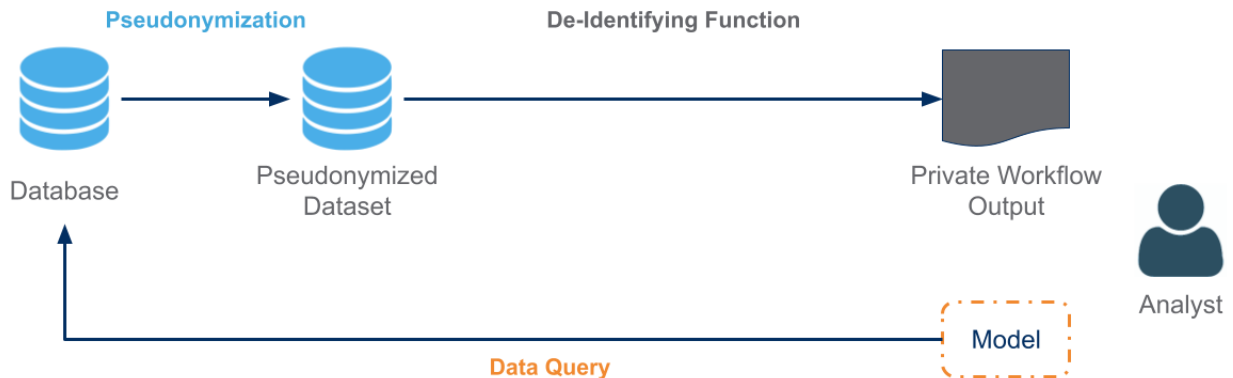 Pseudonymization
De-Identifying Function
Database
Pseudonymized
Dataset
Private Workflow
Output
Analyst
Model
Data Query